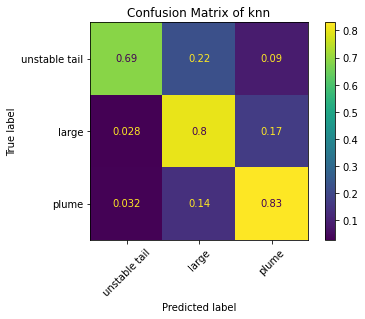 Confusion Matrix of knn
True label
unstable tail 0.69 0.22 0.09
large 0.028 0.8 0.17
plume 0.032 0.14 0.83
unstable tail large plume
Predicted label
0.8
0.7
0.6
0.5
0.4
0.3
0.2
0.1